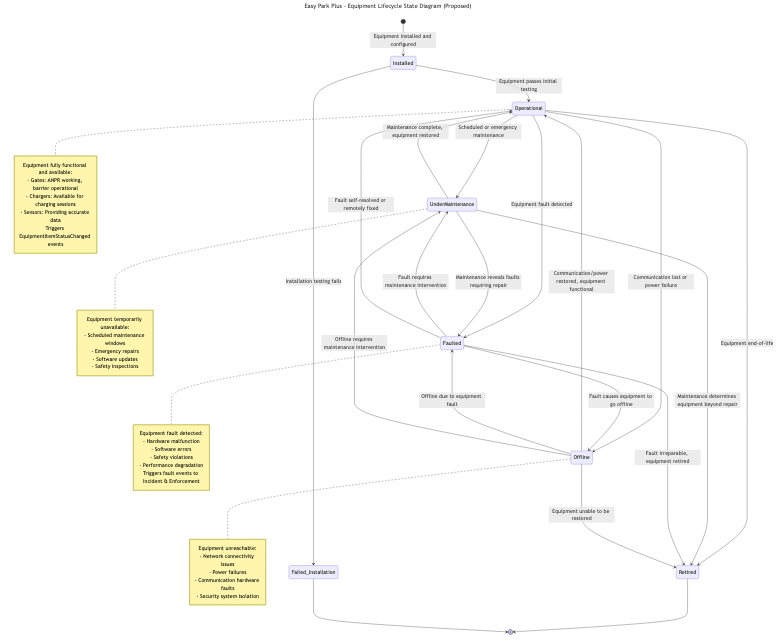 Easy Park Plus - Equipment Lifecycle State Diagram (Proposed)
Equipment installed and
configured
Installed
Equipment passes initial
testing
Operational
Maintenance complete,
equipment restored
Scheduled or emergency
maintenance
Equipment fully functional
and available:
- Gates: ANPR working,
barrier operational
- Chargers: Available for
charging sessions
- Sensors: Providing accurate
data
Triggers
EquipmentItemStatusChanged
events
Fault self-resolved or
remotely fixed
UnderMaintenance
Equipment fault detected
Installation testing fails
Fault requires
maintenance intervention
Maintenance reveals faults
requiring repair
Communication/power
restored, equipment
functional
Communication lost or
power failure
Equipment temporarily
unavailable:
- Scheduled maintenance
windows
- Emergency repairs
- Software updates
- Safety inspections
Offline requires
maintenance intervention
Faulted
Equipment end-of-life
Offline due to equipment
fault
Fault causes equipment to
go offline
Maintenance determines
equipment beyond repair
Equipment fault detected:
- Hardware malfunction
- Software errors
- Safety violations
- Performance degradation
Triggers fault events to
Incident & Enforcement
Offline
Fault irreparable,
equipment retired
Equipment unable to be
restored
Equipment unreachable:
- Network connectivity
issues
- Power failures
- Communication hardware
faults
- Security system isolation
Failed_Installation
Retired